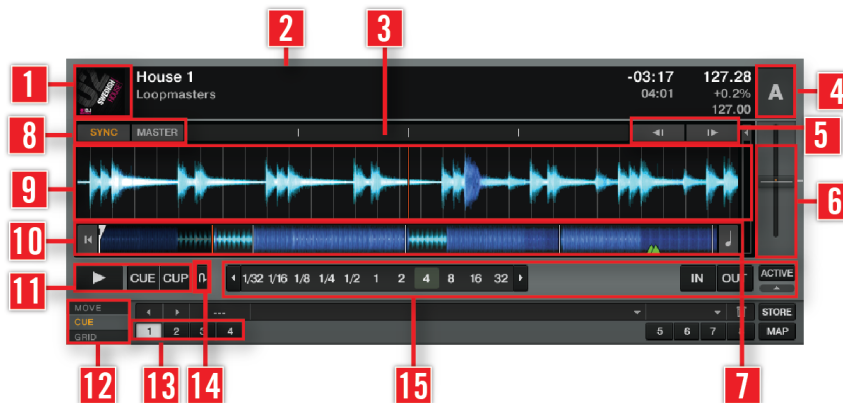 2
3
1
SWEDISH
House 1
Loopmasters
-03:17
04:01
127.28
+0.2%
127.00
A
4
8
SYNC
MASTER
5
9
6
10
11
CUE
CUP
1/32 1/16 1/8 1/4 1/2 1 2 4 8 16 32
IN
OUT
ACTIVE
MOVE
CUE
GRID
---
STORE
1 2 3 4
5 6 7 8
MAP
12
13
14
15
7